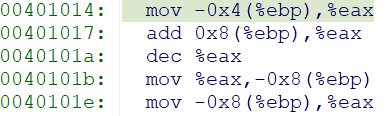 00401014: mov -0x4(%ebp),%eax
00401017: add 0x8(%ebp),%eax
0040101a: dec %eax
0040101b: mov %eax,-0x8(%ebp)
0040101e: mov -0x8(%ebp),%eax